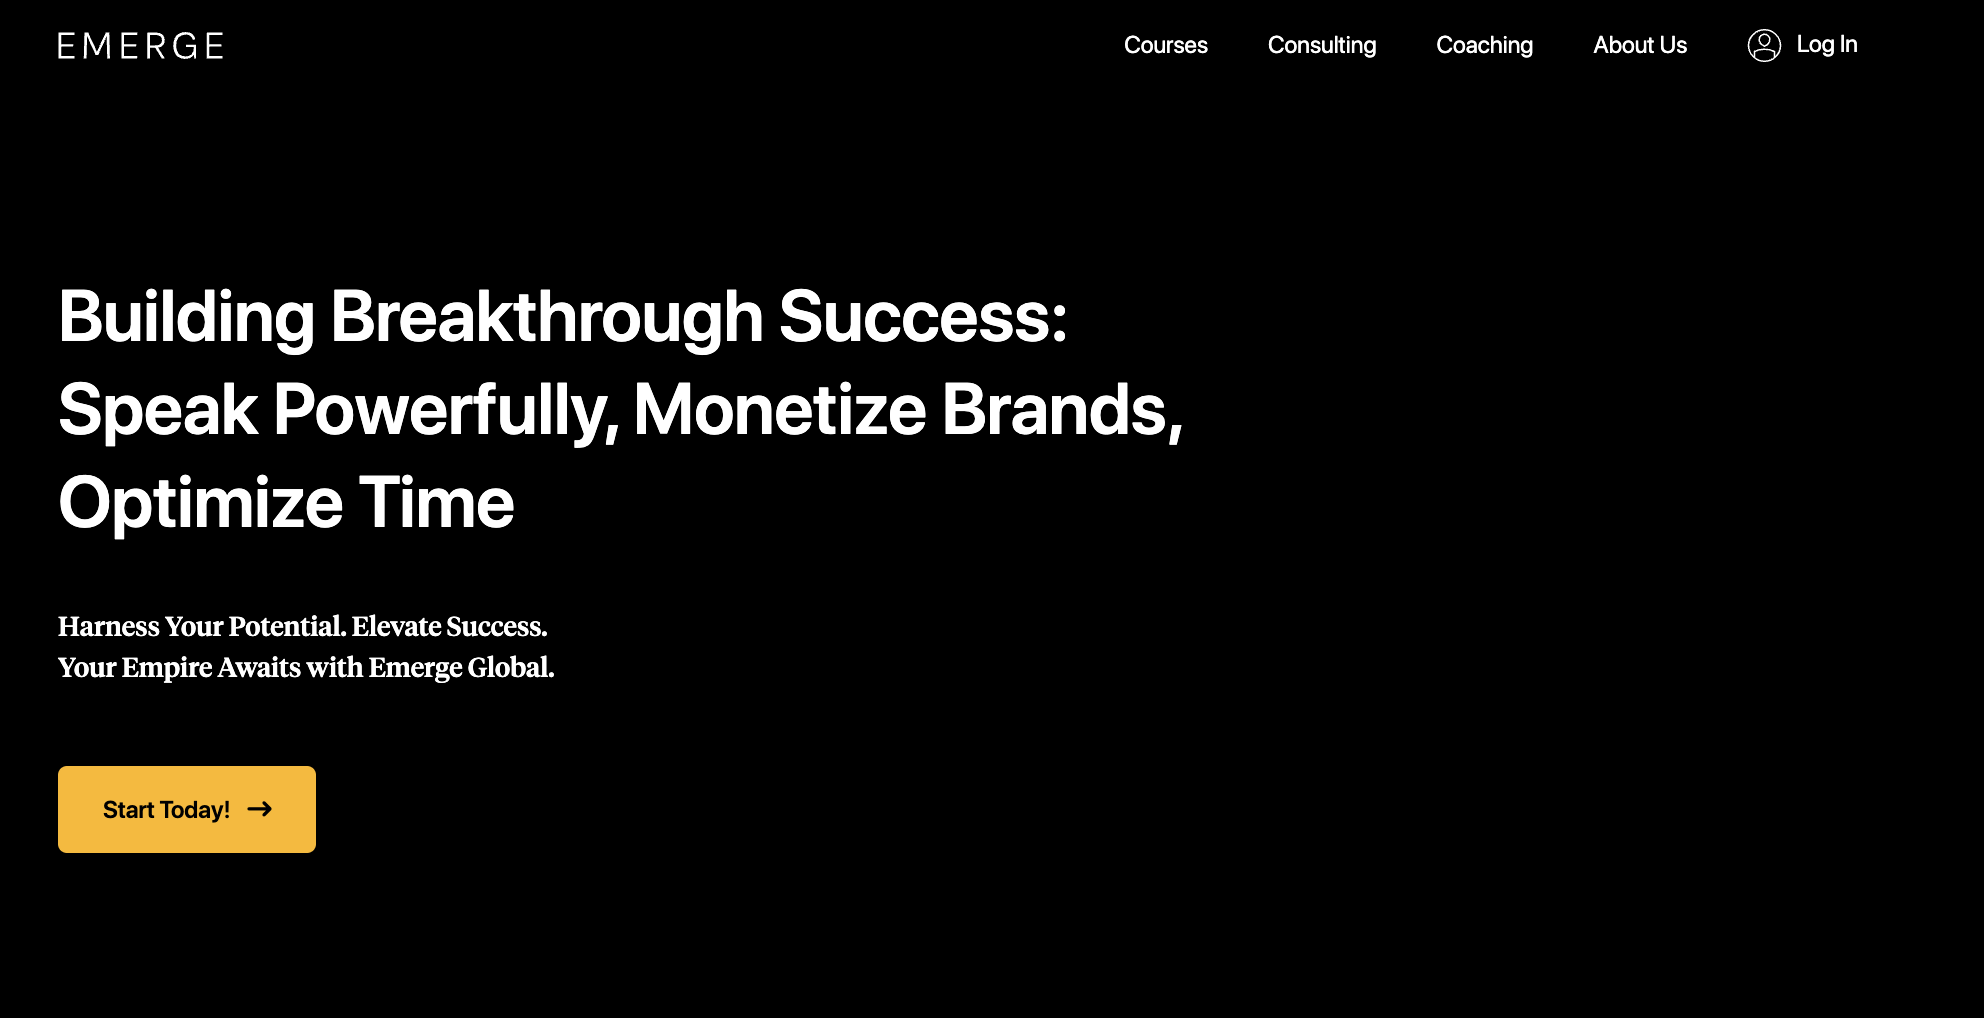 EMERGE
Courses
Consulting
Coaching
About Us
Log In
Building Breakthrough Success:
Speak Powerfully, Monetize Brands,
Optimize Time
Harness Your Potential. Elevate Success.
Your Empire Awaits with Emerge Global.
Start Today!